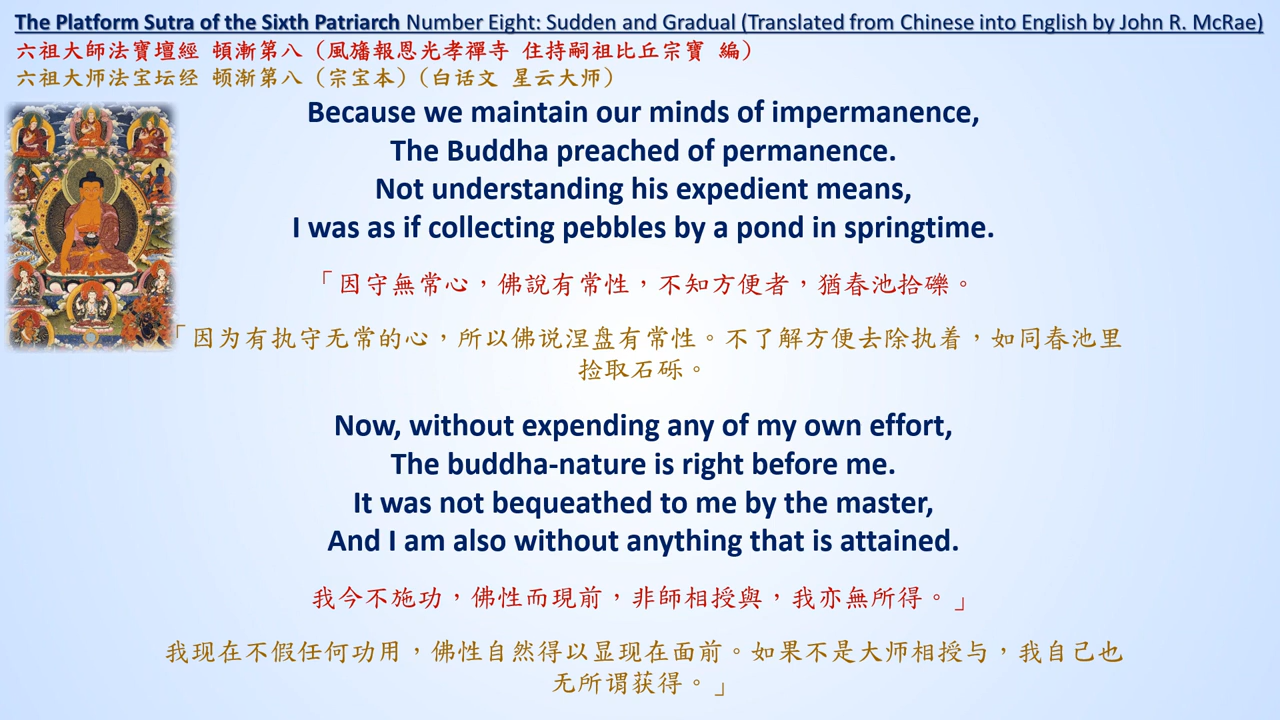 The Platform Sutra of the Sixth Patriarch Number Eight: Sudden and Gradual (Translated from Chinese into English by John R. McRae)
六祖大師法寶壇經 頓漸第八（風旛報恩光孝禪寺 住持嗣祖比丘宗寶 編）
六祖大师法宝坛经 顿渐第八（宗宝本）（白话文 星云大师）
Because we maintain our minds of impermanence,
The Buddha preached of permanence.
Not understanding his expedient means,
I was as if collecting pebbles by a pond in springtime.
「因守無常心，佛說有常性，不知方便者，猶春池拾礫。
「因为有执守无常的心，所以佛说涅盘有常性。不了解方便去除执着，如同春池里
捡取石砾。
Now, without expending any of my own effort,
The buddha-nature is right before me.
It was not bequeathed to me by the master,
And I am also without anything that is attained.
我今不施功，佛性而現前，非師相授與，我亦無所得。」
我现在不假任何功用，佛性自然得以显现在面前。如果不是大师相授与，我自己也
无所谓获得。」